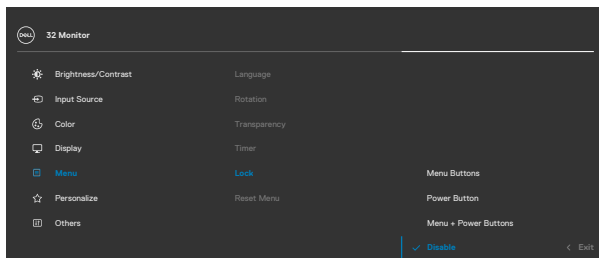 DELL 32 Monitor
Brightness/Contrast Language
Input Source Rotation
Color Transparency
Display Timer
Menu Lock Menu Buttons
Personalize Reset Menu Power Button
Others Menu + Power Buttons
Disable Exit